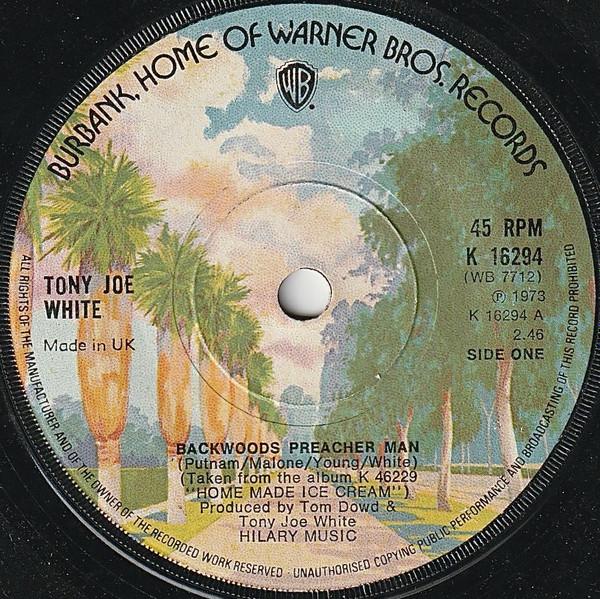 BURBANK, HOME OF WARNER BROS. RECORDS
WB
45 RPM
K 16294
(WB 7712)
Ⓟ 1973
K 16294 A
2.46
SIDE ONE
TONY JOE
WHITE
Made in UK
BACKWOODS PREACHER MAN
(Putnam/Malone/Young/White)
(Taken from the album K 46229
"HOME MADE ICE CREAM")
Produced by Tom Dowd &
Tony Joe White
HILARY MUSIC
ALL RIGHTS OF THE MANUFACTURER AND OF THE OWNER OF THE RECORDED WORK RESERVED · UNAUTHORISED COPYING PUBLIC PERFORMANCE AND BROADCASTING OF THIS RECORD PROHIBITED